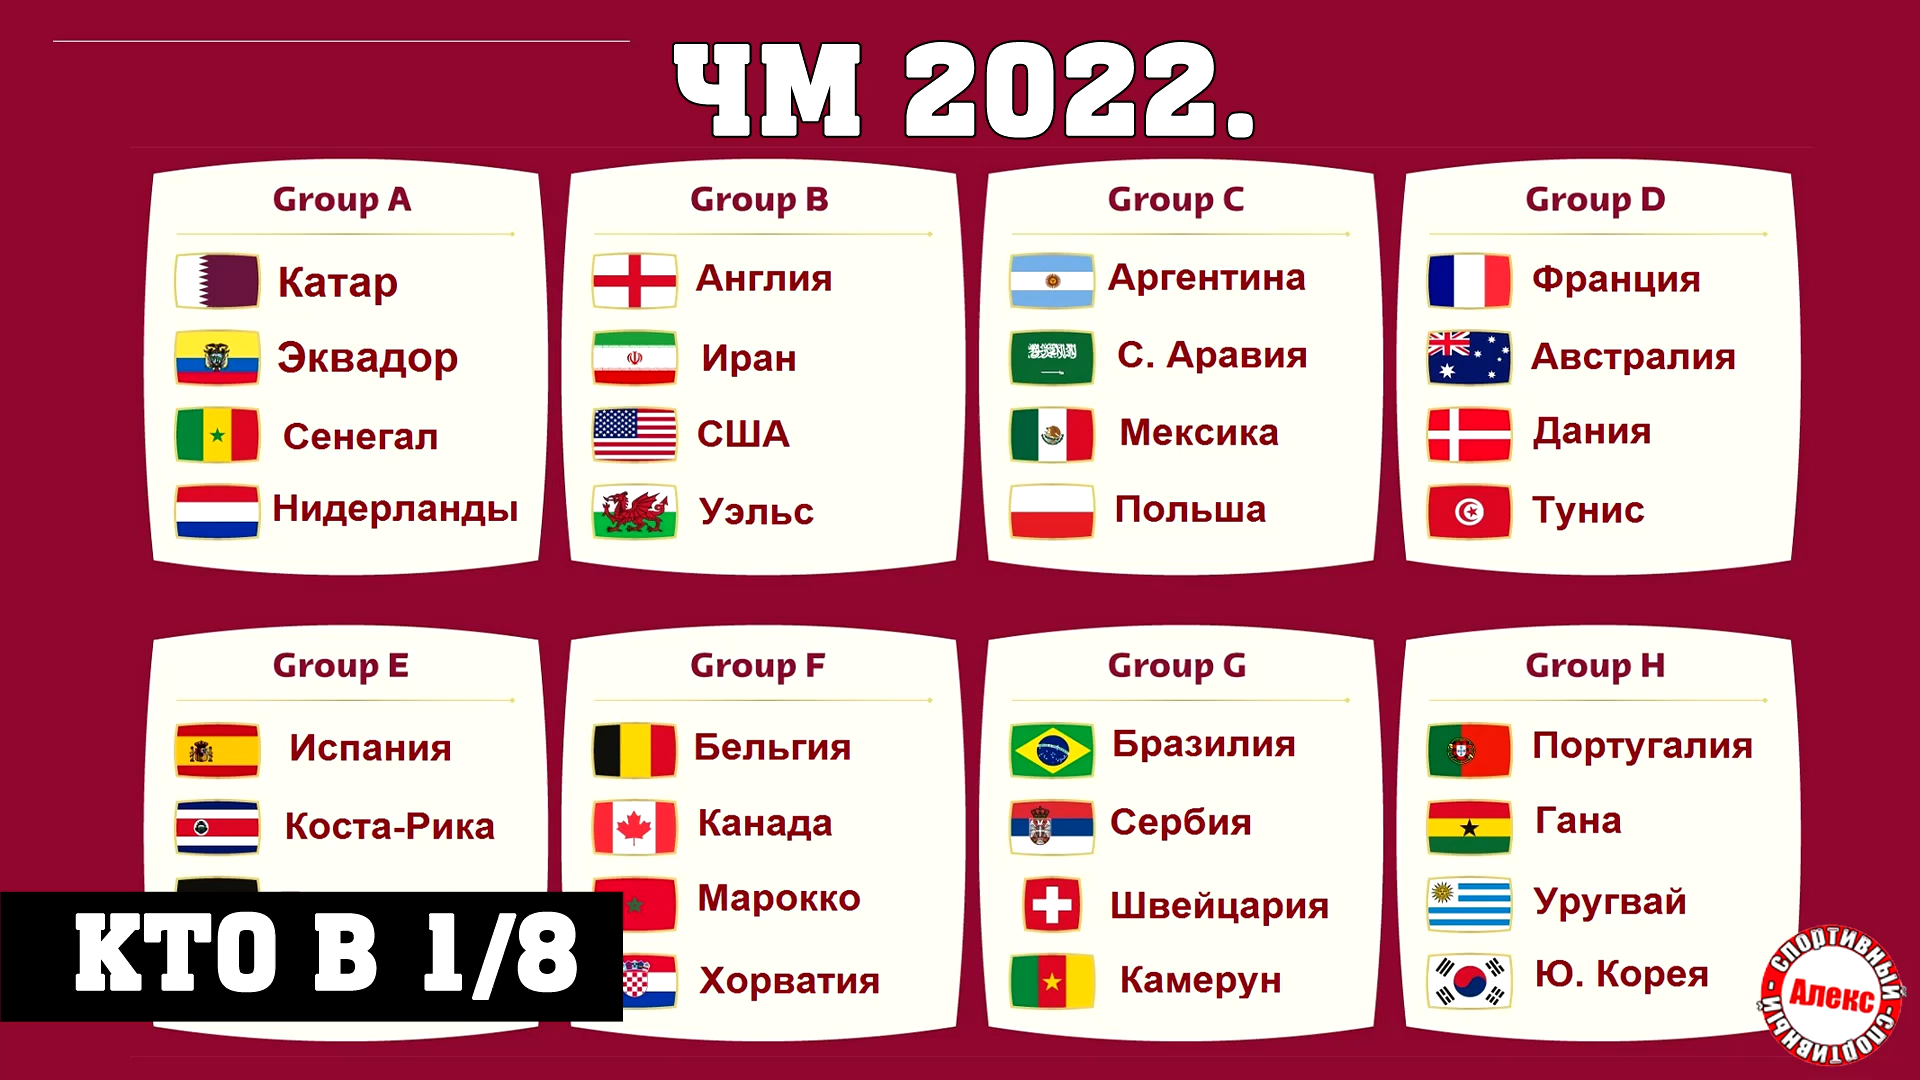 ЧМ 2022.
Group A
Катар
Эквадор
Сенегал
Нидерланды
Group B
Англия
Иран
США
Уэльс
Group C
Аргентина
С. Аравия
Мексика
Польша
Group D
Франция
Австралия
Дания
Тунис
Group E
Испания
Коста-Рика
Group F
Бельгия
Канада
Марокко
Хорватия
Group G
Бразилия
Сербия
Швейцария
Камерун
Group H
Португалия
Гана
Уругвай
Ю. Корея
КТО В 1/8
СПОРТИВНЫЙ
Алекс
-СПОРТИВНЫЙ-